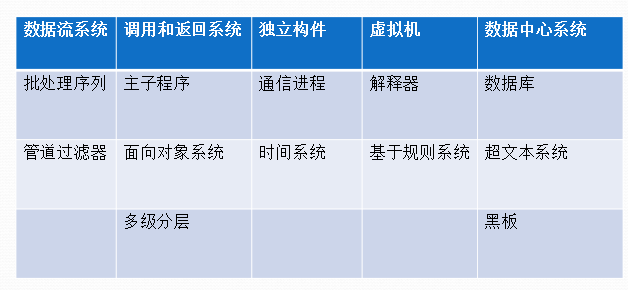 数据流系统 调用和返回系统 独立构件 虚拟机 数据中心系统
批处理序列 主子程序 通信进程 解释器 数据库
管道过滤器 面向对象系统 时间系统 基于规则系统 超文本系统
多级分层 黑板